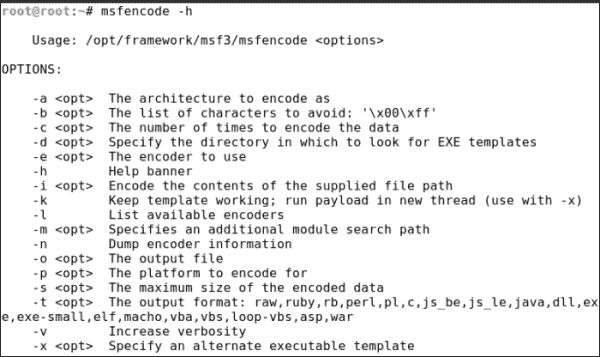 root@root:~# msfencode -h
Usage: /opt/framework/msf3/msfencode <options>
OPTIONS:
-a <opt> The architecture to encode as
-b <opt> The list of characters to avoid: '\x00\xff'
-c <opt> The number of times to encode the data
-d <opt> Specify the directory in which to look for EXE templates
-e <opt> The encoder to use
-h Help banner
-i <opt> Encode the contents of the supplied file path
-k Keep template working; run payload in new thread (use with -x)
-l List available encoders
-m <opt> Specifies an additional module search path
-n Dump encoder information
-o <opt> The output file
-p <opt> The platform to encode for
-s <opt> The maximum size of the encoded data
-t <opt> The output format: raw,ruby,rb,perl,pl,c,js_be,js_le,java,dll,ex
e,exe-small,elf,macho,vba,vbs,loop-vbs,asp,war
-v Increase verbosity
-x <opt> Specify an alternate executable template